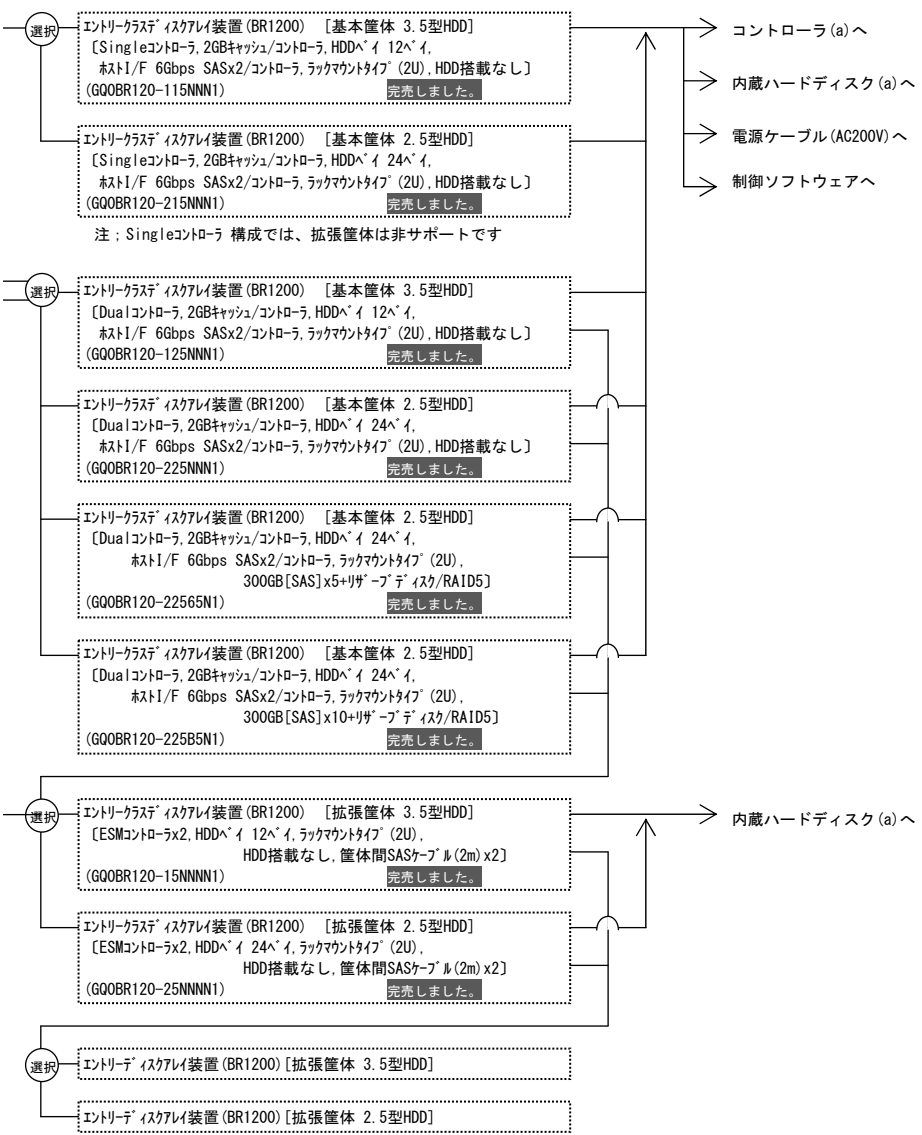 選択
エントリークラスディスクアレイ装置(BR1200) [基本筐体 3.5型HDD]
〔Singleコントローラ,2GBキャッシュ/コントローラ,HDDベイ 12ベイ,
ホストI/F 6Gbps SASx2/コントローラ,ラックマウントタイプ(2U),HDD搭載なし〕
(GQOBR120-115NNN1) 完売しました。
エントリークラスディスクアレイ装置(BR1200) [基本筐体 2.5型HDD]
〔Singleコントローラ,2GBキャッシュ/コントローラ,HDDベイ 24ベイ,
ホストI/F 6Gbps SASx2/コントローラ,ラックマウントタイプ(2U),HDD搭載なし〕
(GQOBR120-215NNN1) 完売しました。
注;Singleコントローラ 構成では、拡張筐体は非サポートです
コントローラ(a)へ
内蔵ハードディスク(a)へ
電源ケーブル(AC200V)へ
制御ソフトウェアへ
選択
エントリークラスディスクアレイ装置(BR1200) [基本筐体 3.5型HDD]
〔Dualコントローラ,2GBキャッシュ/コントローラ,HDDベイ 12ベイ,
ホストI/F 6Gbps SASx2/コントローラ,ラックマウントタイプ(2U),HDD搭載なし〕
(GQOBR120-125NNN1) 完売しました。
エントリークラスディスクアレイ装置(BR1200) [基本筐体 2.5型HDD]
〔Dualコントローラ,2GBキャッシュ/コントローラ,HDDベイ 24ベイ,
ホストI/F 6Gbps SASx2/コントローラ,ラックマウントタイプ(2U),HDD搭載なし〕
(GQOBR120-225NNN1) 完売しました。
エントリークラスディスクアレイ装置(BR1200) [基本筐体 2.5型HDD]
〔Dualコントローラ,2GBキャッシュ/コントローラ,HDDベイ 24ベイ,
ホストI/F 6Gbps SASx2/コントローラ,ラックマウントタイプ(2U),
300GB[SAS]x5+リザーブディスク/RAID5〕
(GQOBR120-22565N1) 完売しました。
エントリークラスディスクアレイ装置(BR1200) [基本筐体 2.5型HDD]
〔Dualコントローラ,2GBキャッシュ/コントローラ,HDDベイ 24ベイ,
ホストI/F 6Gbps SASx2/コントローラ,ラックマウントタイプ(2U),
300GB[SAS]x10+リザーブディスク/RAID5〕
(GQOBR120-225B5N1) 完売しました。
選択
エントリークラスディスクアレイ装置(BR1200) [拡張筐体 3.5型HDD]
〔ESMコントローラx2,HDDベイ 12ベイ,ラックマウントタイプ(2U),
HDD搭載なし,筐体間SASケーブル(2m)x2〕
(GQOBR120-15NNNN1) 完売しました。
内蔵ハードディスク(a)へ
エントリークラスディスクアレイ装置(BR1200) [拡張筐体 2.5型HDD]
〔ESMコントローラx2,HDDベイ 24ベイ,ラックマウントタイプ(2U),
HDD搭載なし,筐体間SASケーブル(2m)x2〕
(GQOBR120-25NNNN1) 完売しました。
選択
エントリーディスクアレイ装置(BR1200)[拡張筐体 3.5型HDD]
エントリーディスクアレイ装置(BR1200)[拡張筐体 2.5型HDD]